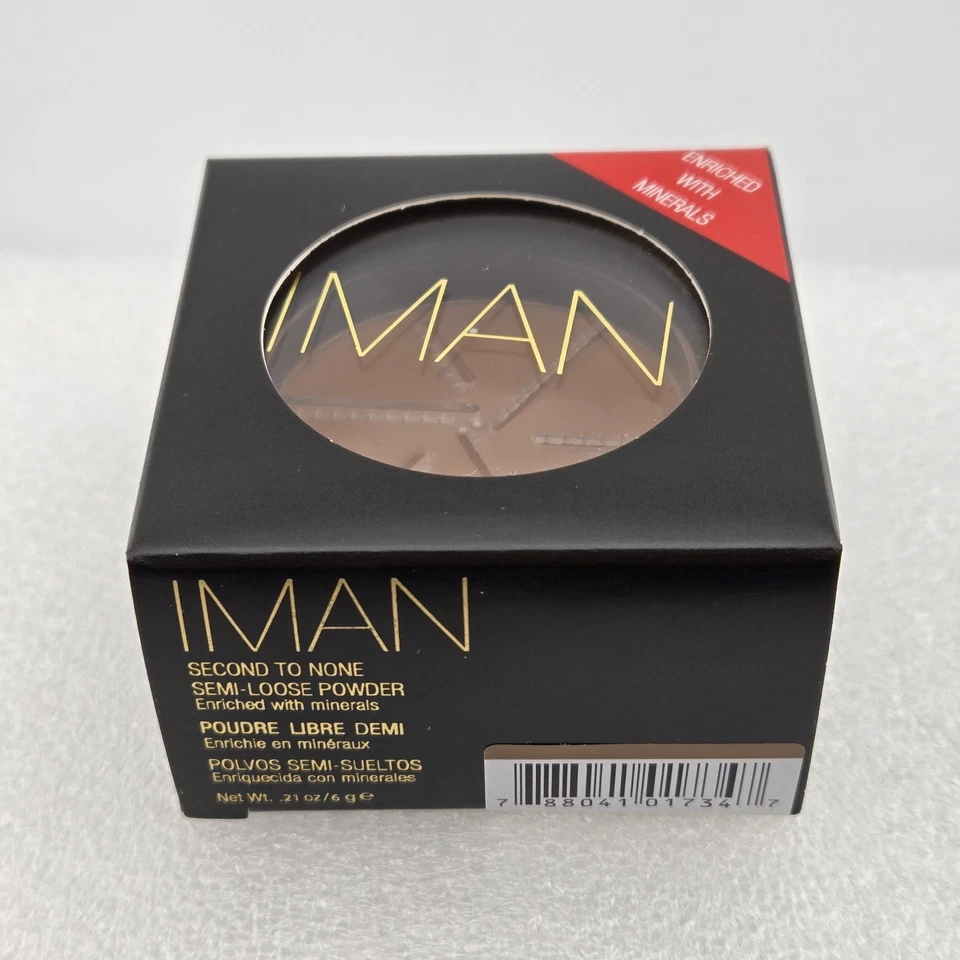 ENRICHED
WITH
MINERALS
IMAN
IMAN
SECOND TO NONE
SEMI-LOOSE POWDER
Enriched with minerals
POUDRE LIBRE DEMI
Enrichie en minéraux
POLVOS SEMI-SUELTOS
Enriquecida con minerales
Net Wt. .21 oz/6 g e
7 88041 01734 7